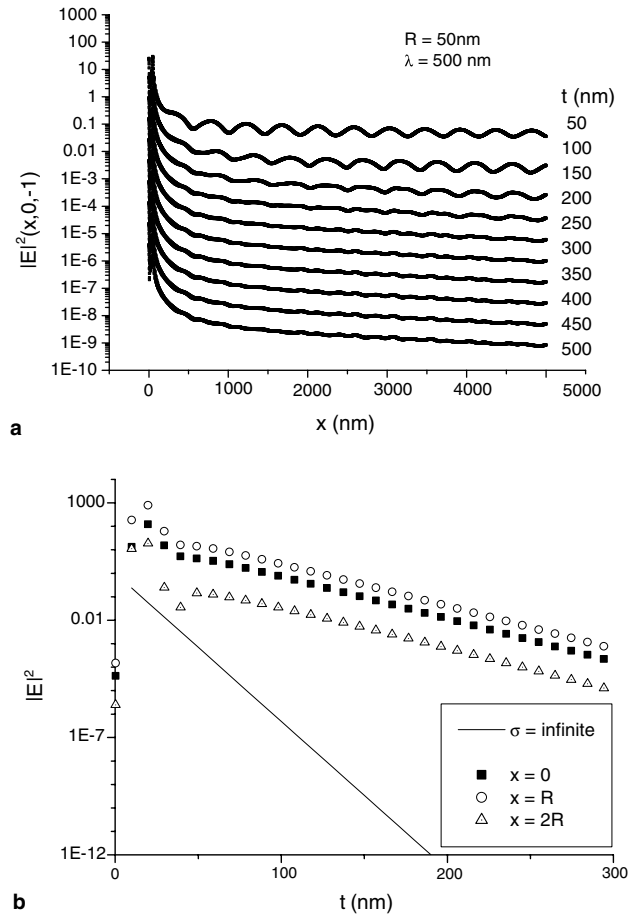 100
R = 50nm
10
λ = 500 nm
1
t (nm)
0.1
50
100
0.01
150
1E-3
200
1E-4
250
1E-5
300
1E-6
350
1E-7
400
1E-8
450
1E-9
500
1E-10
|E|²(x,0,-1)
0 1000 2000 3000 4000 5000
x (nm)
a
1000
0.01
1E-7
1E-12
|E|²
σ = infinite
x = 0
x = R
x = 2R
0 100 200 300
t (nm)
b